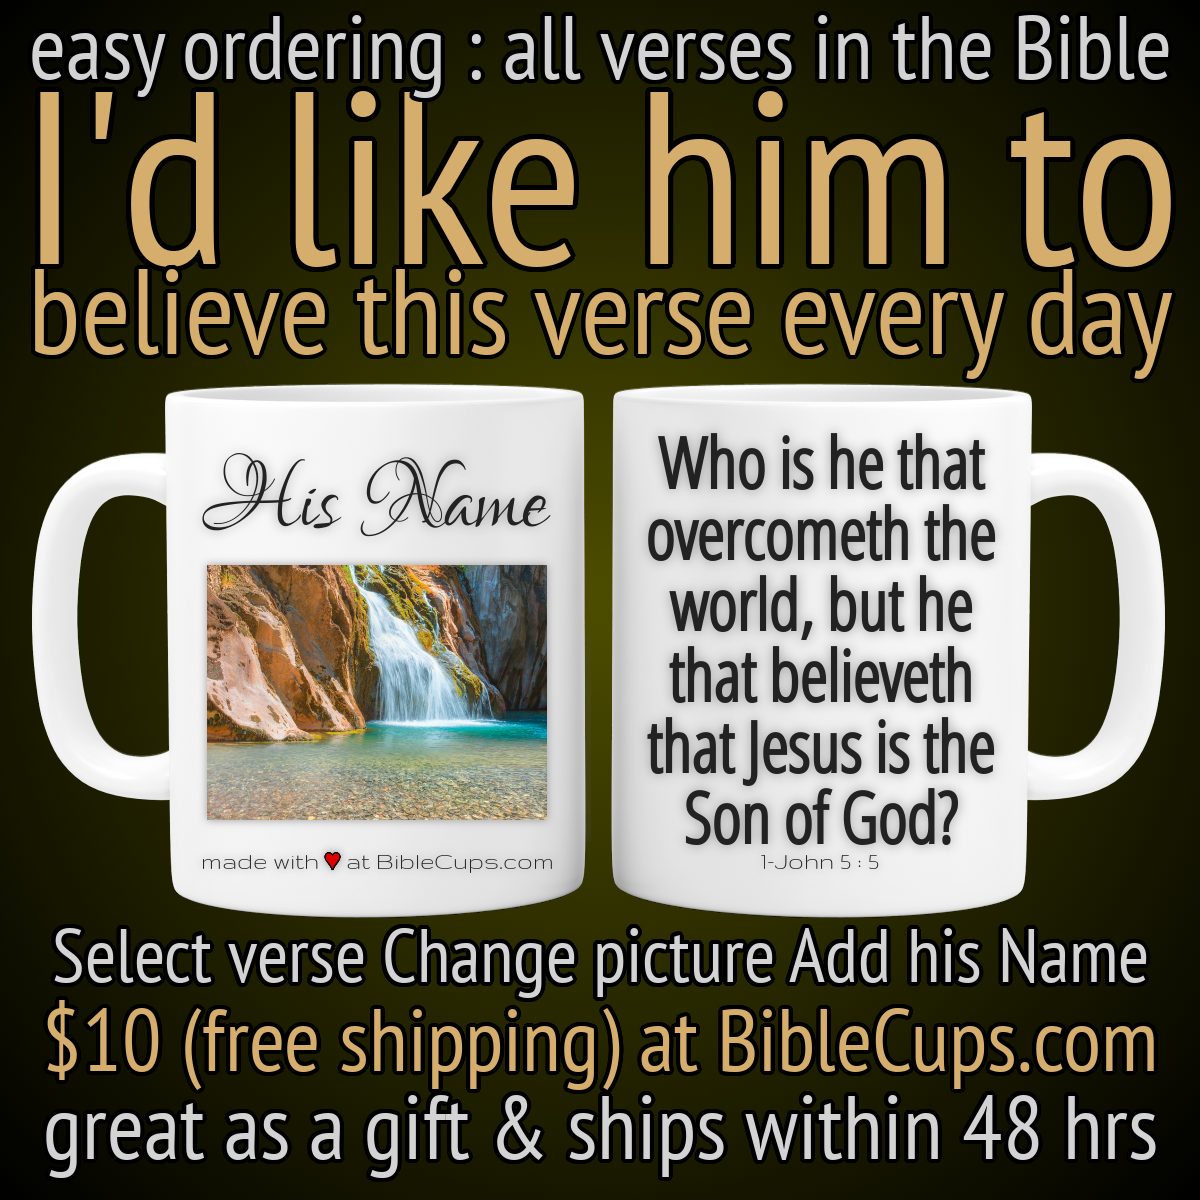 easy ordering : all verses in the Bible
I'd like him to
believe this verse every day
His Name
made with ❤ at BibleCups.com
Who is he that
overcometh the
world, but he
that believeth
that Jesus is the
Son of God?
1-John 5 : 5
Select verse Change picture Add his Name
$10 (free shipping) at BibleCups.com
great as a gift & ships within 48 hrs